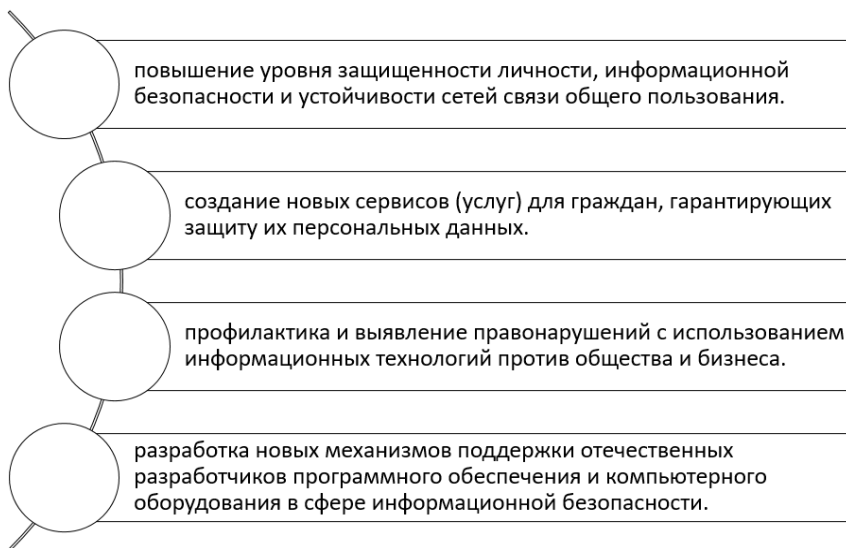 повышение уровня защищенности личности, информационной
безопасности и устойчивости сетей связи общего пользования.
создание новых сервисов (услуг) для граждан, гарантирующих
защиту их персональных данных.
профилактика и выявление правонарушений с использованием
информационных технологий против общества и бизнеса.
разработка новых механизмов поддержки отечественных
разработчиков программного обеспечения и компьютерного
оборудования в сфере информационной безопасности.